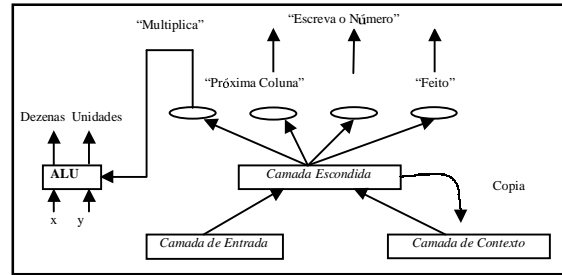 “Multiplica”
“Escreva o Número”
“Próxima Coluna”
“Feito”
Dezenas
Unidades
ALU
Camada Escondida
Copia
x
y
Camada de Entrada
Camada de Contexto